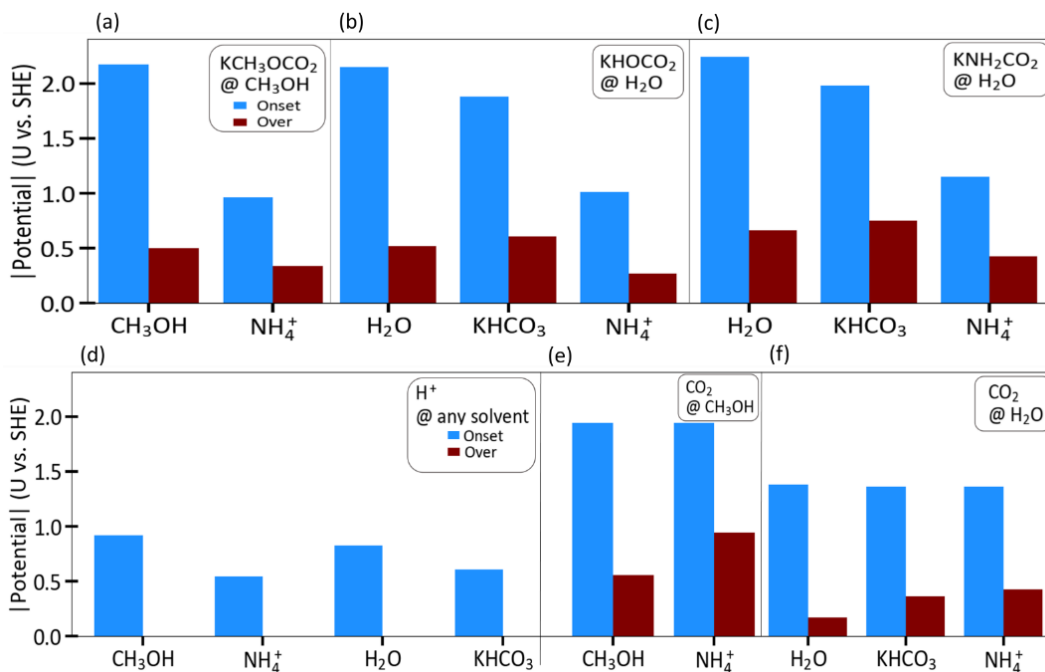 (a)
(b)
(c)
|Potential| (U vs. SHE)
2.0
1.5
1.0
0.5
0.0
KCH₃OCO₂
@ CH₃OH
Onset
Over
KHOCO₂
@ H₂O
KNH₂CO₂
@ H₂O
CH₃OH
NH₄⁺
H₂O
KHCO₃
NH₄⁺
H₂O
KHCO₃
NH₄⁺
(d)
(e)
(f)
|Potential| (U vs. SHE)
2.0
1.5
1.0
0.5
0.0
H⁺
@ any solvent
Onset
Over
CO₂
@ CH₃OH
CO₂
@ H₂O
CH₃OH
NH₄⁺
H₂O
KHCO₃
CH₃OH
NH₄⁺
H₂O
KHCO₃
NH₄⁺